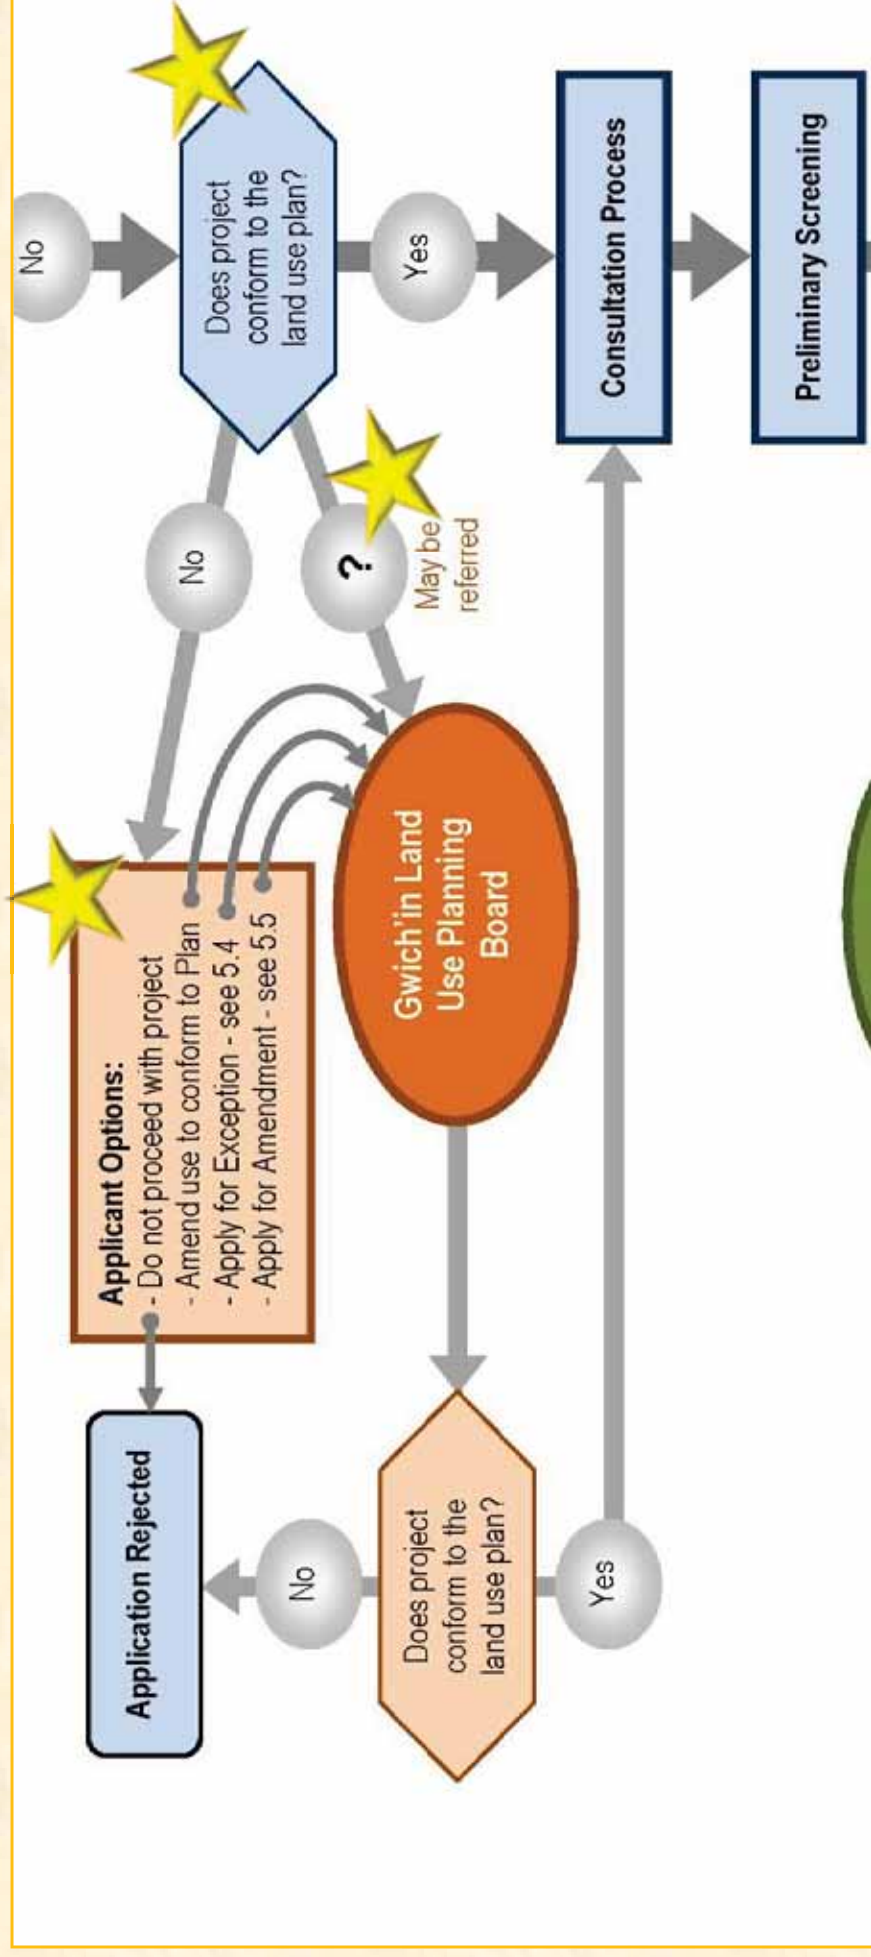 No
Does project
conform to the
land use plan?
No
?
May be
referred
Yes
Applicant Options:
- Do not proceed with project
- Amend use to conform to Plan
- Apply for Exception - see 5.4
- Apply for Amendment - see 5.5
Gwich'in Land
Use Planning
Board
Application Rejected
No
Does project
conform to the
land use plan?
Yes
Consultation Process
Preliminary Screening